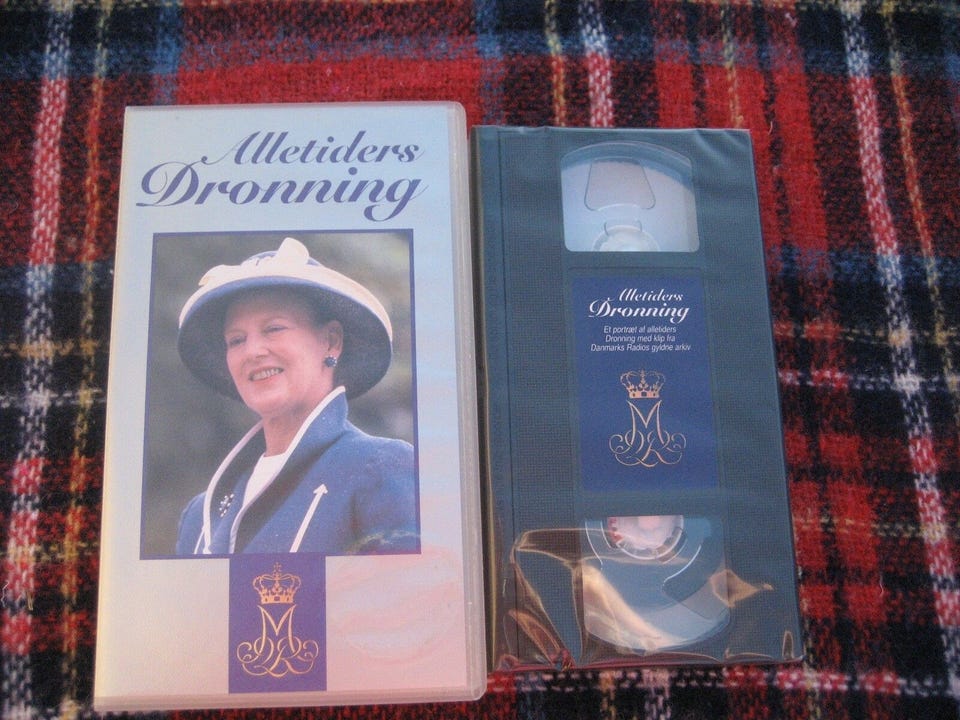 Alletiders
Dronning
Alletiders
Dronning
Et portræt af alletiders
Dronning med klip fra
Danmarks Radios gyldne arkiv